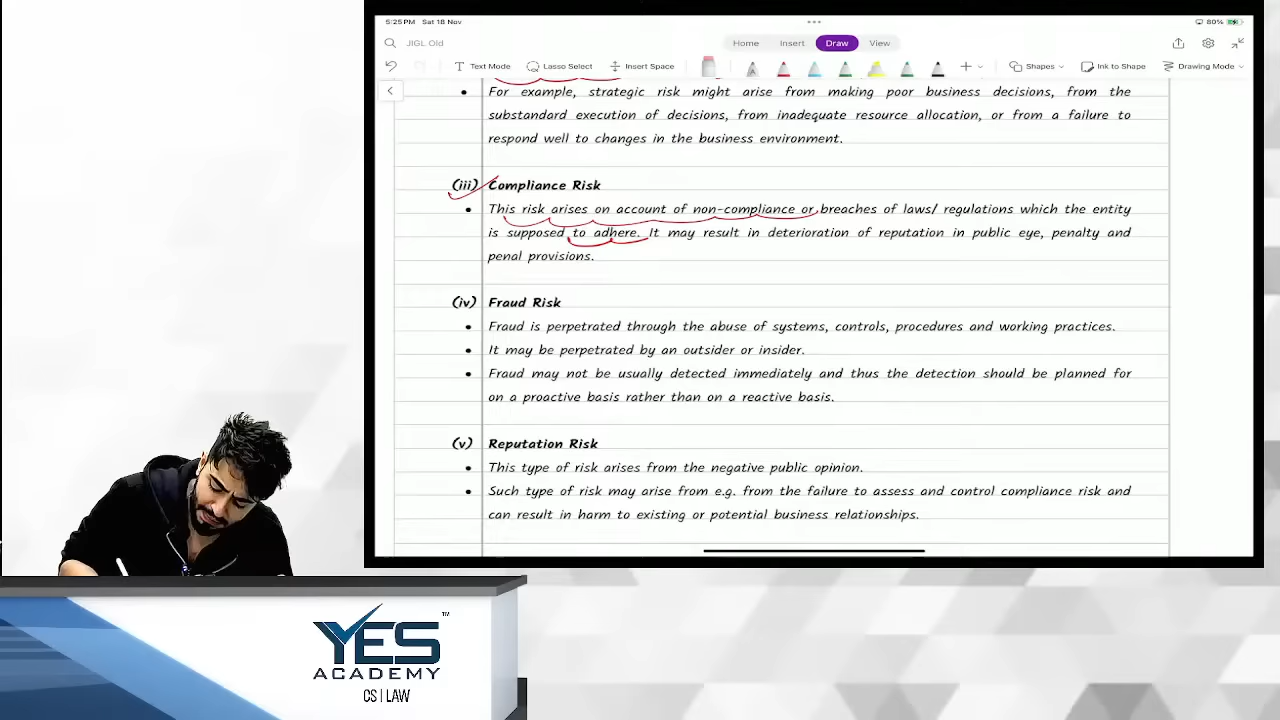 5:25 PM Sat 18 Nov
80%
JIGL Old
Home Insert Draw View
Text Mode Lasso Select Insert Space Shapes Ink to Shape Drawing Mode
• For example, strategic risk might arise from making poor business decisions, from the
substandard execution of decisions, from inadequate resource allocation, or from a failure to
respond well to changes in the business environment.
(iii) Compliance Risk
• This risk arises on account of non-compliance or breaches of laws/ regulations which the entity
is supposed to adhere. It may result in deterioration of reputation in public eye, penalty and
penal provisions.
(iv) Fraud Risk
• Fraud is perpetrated through the abuse of systems, controls, procedures and working practices.
• It may be perpetrated by an outsider or insider.
• Fraud may not be usually detected immediately and thus the detection should be planned for
on a proactive basis rather than on a reactive basis.
(v) Reputation Risk
• This type of risk arises from the negative public opinion.
• Such type of risk may arise from e.g. from the failure to assess and control compliance risk and
can result in harm to existing or potential business relationships.
YES™
ACADEMY
CS | LAW